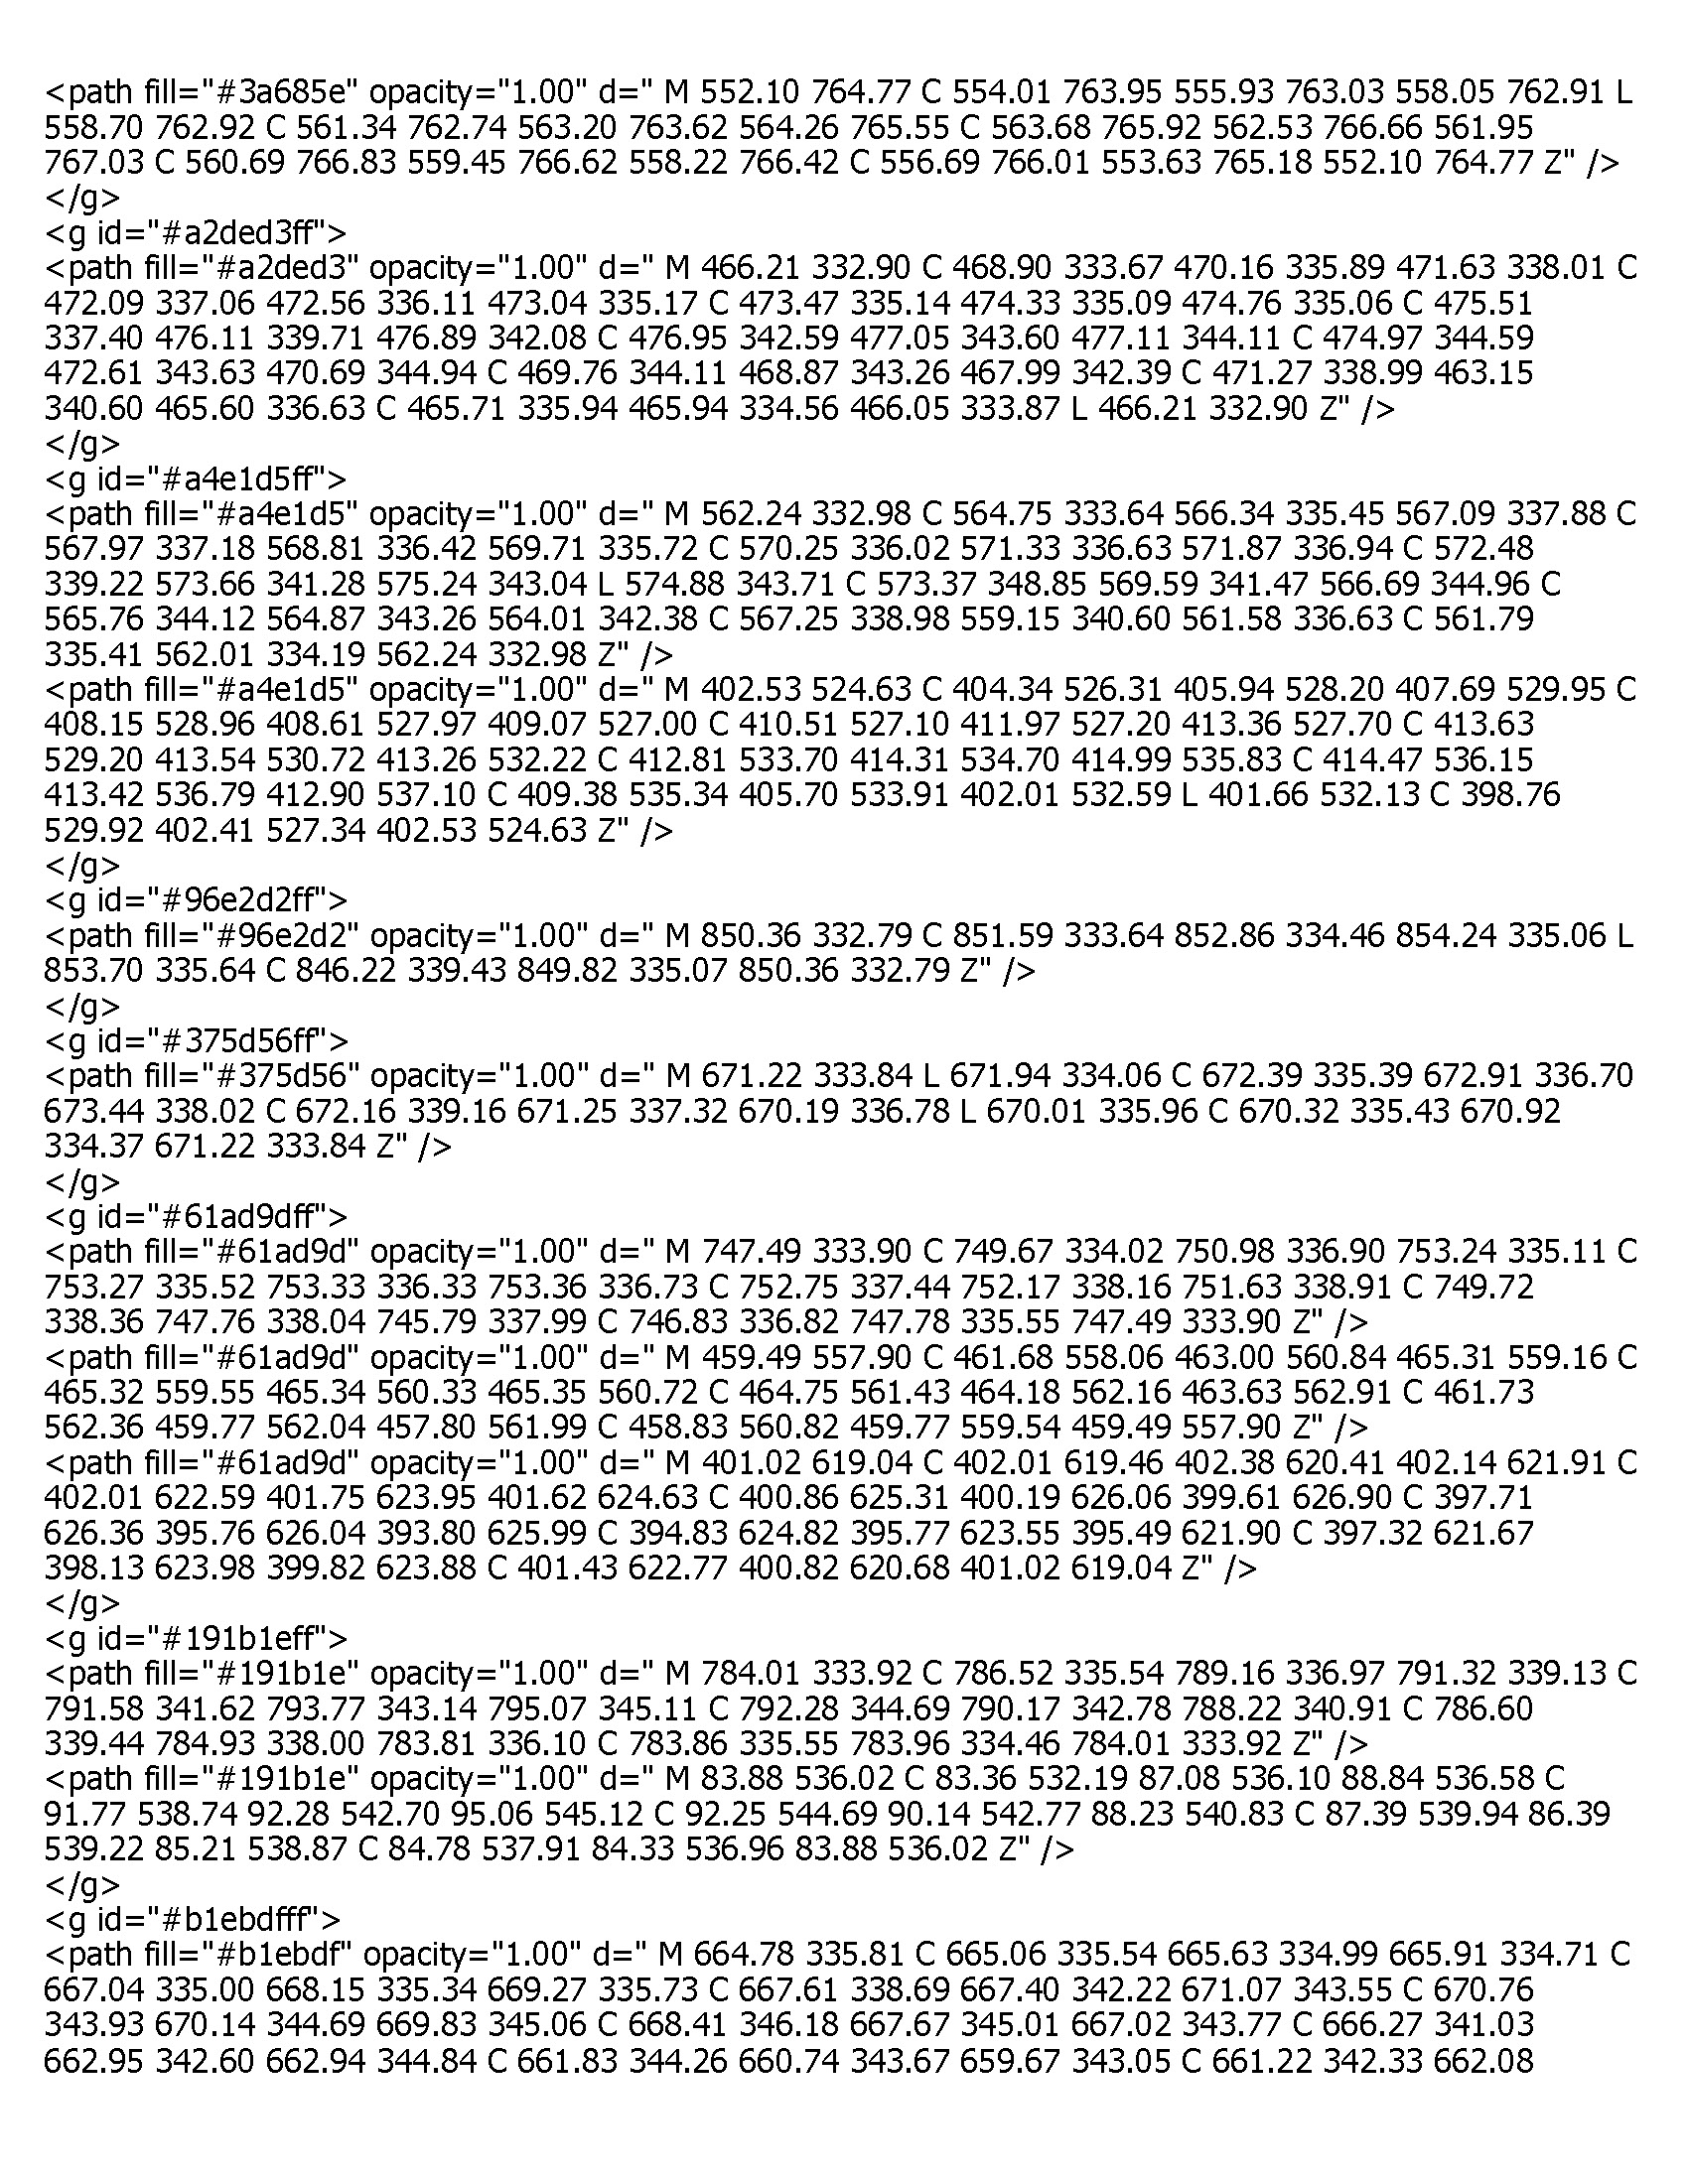 <path fill="#3a685e" opacity="1.00" d=" M 552.10 764.77 C 554.01 763.95 555.93 763.03 558.05 762.91 L
558.70 762.92 C 561.34 762.74 563.20 763.62 564.26 765.55 C 563.68 765.92 562.53 766.66 561.95
767.03 C 560.69 766.83 559.45 766.62 558.22 766.42 C 556.69 766.01 553.63 765.18 552.10 764.77 Z" />
</g>
<g id="#a2ded3ff">
<path fill="#a2ded3" opacity="1.00" d=" M 466.21 332.90 C 468.90 333.67 470.16 335.89 471.63 338.01 C
472.09 337.06 472.56 336.11 473.04 335.17 C 473.47 335.14 474.33 335.09 474.76 335.06 C 475.51
337.40 476.11 339.71 476.89 342.08 C 476.95 342.59 477.05 343.60 477.11 344.11 C 474.97 344.59
472.61 343.63 470.69 344.94 C 469.76 344.11 468.87 343.26 467.99 342.39 C 471.27 338.99 463.15
340.60 465.60 336.63 C 465.71 335.94 465.94 334.56 466.05 333.87 L 466.21 332.90 Z" />
</g>
<g id="#a4e1d5ff">
<path fill="#a4e1d5" opacity="1.00" d=" M 562.24 332.98 C 564.75 333.64 566.34 335.45 567.09 337.88 C
567.97 337.18 568.81 336.42 569.71 335.72 C 570.25 336.02 571.33 336.63 571.87 336.94 C 572.48
339.22 573.66 341.28 575.24 343.04 L 574.88 343.71 C 573.37 348.85 569.59 341.47 566.69 344.96 C
565.76 344.12 564.87 343.26 564.01 342.38 C 567.25 338.98 559.15 340.60 561.58 336.63 C 561.79
335.41 562.01 334.19 562.24 332.98 Z" />
<path fill="#a4e1d5" opacity="1.00" d=" M 402.53 524.63 C 404.34 526.31 405.94 528.20 407.69 529.95 C
408.15 528.96 408.61 527.97 409.07 527.00 C 410.51 527.10 411.97 527.20 413.36 527.70 C 413.63
529.20 413.54 530.72 413.26 532.22 C 412.81 533.70 414.31 534.70 414.99 535.83 C 414.47 536.15
413.42 536.79 412.90 537.10 C 409.38 535.34 405.70 533.91 402.01 532.59 L 401.66 532.13 C 398.76
529.92 402.41 527.34 402.53 524.63 Z" />
</g>
<g id="#96e2d2ff">
<path fill="#96e2d2" opacity="1.00" d=" M 850.36 332.79 C 851.59 333.64 852.86 334.46 854.24 335.06 L
853.70 335.64 C 846.22 339.43 849.82 335.07 850.36 332.79 Z" />
</g>
<g id="#375d56ff">
<path fill="#375d56" opacity="1.00" d=" M 671.22 333.84 L 671.94 334.06 C 672.39 335.39 672.91 336.70
673.44 338.02 C 672.16 339.16 671.25 337.32 670.19 336.78 L 670.01 335.96 C 670.32 335.43 670.92
334.37 671.22 333.84 Z" />
</g>
<g id="#61ad9dff">
<path fill="#61ad9d" opacity="1.00" d=" M 747.49 333.90 C 749.67 334.02 750.98 336.90 753.24 335.11 C
753.27 335.52 753.33 336.33 753.36 336.73 C 752.75 337.44 752.17 338.16 751.63 338.91 C 749.72
338.36 747.76 338.04 745.79 337.99 C 746.83 336.82 747.78 335.55 747.49 333.90 Z" />
<path fill="#61ad9d" opacity="1.00" d=" M 459.49 557.90 C 461.68 558.06 463.00 560.84 465.31 559.16 C
465.32 559.55 465.34 560.33 465.35 560.72 C 464.75 561.43 464.18 562.16 463.63 562.91 C 461.73
562.36 459.77 562.04 457.80 561.99 C 458.83 560.82 459.77 559.54 459.49 557.90 Z" />
<path fill="#61ad9d" opacity="1.00" d=" M 401.02 619.04 C 402.01 619.46 402.38 620.41 402.14 621.91 C
402.01 622.59 401.75 623.95 401.62 624.63 C 400.86 625.31 400.19 626.06 399.61 626.90 C 397.71
626.36 395.76 626.04 393.80 625.99 C 394.83 624.82 395.77 623.55 395.49 621.90 C 397.32 621.67
398.13 623.98 399.82 623.88 C 401.43 622.77 400.82 620.68 401.02 619.04 Z" />
</g>
<g id="#191b1eff">
<path fill="#191b1e" opacity="1.00" d=" M 784.01 333.92 C 786.52 335.54 789.16 336.97 791.32 339.13 C
791.58 341.62 793.77 343.14 795.07 345.11 C 792.28 344.69 790.17 342.78 788.22 340.91 C 786.60
339.44 784.93 338.00 783.81 336.10 C 783.86 335.55 783.96 334.46 784.01 333.92 Z" />
<path fill="#191b1e" opacity="1.00" d=" M 83.88 536.02 C 83.36 532.19 87.08 536.10 88.84 536.58 C
91.77 538.74 92.28 542.70 95.06 545.12 C 92.25 544.69 90.14 542.77 88.23 540.83 C 87.39 539.94 86.39
539.22 85.21 538.87 C 84.78 537.91 84.33 536.96 83.88 536.02 Z" />
</g>
<g id="#b1ebdfff">
<path fill="#b1ebdf" opacity="1.00" d=" M 664.78 335.81 C 665.06 335.54 665.63 334.99 665.91 334.71 C
667.04 335.00 668.15 335.34 669.27 335.73 C 667.61 338.69 667.40 342.22 671.07 343.55 C 670.76
343.93 670.14 344.69 669.83 345.06 C 668.41 346.18 667.67 345.01 667.02 343.77 C 666.27 341.03
662.95 342.60 662.94 344.84 C 661.83 344.26 660.74 343.67 659.67 343.05 C 661.22 342.33 662.08